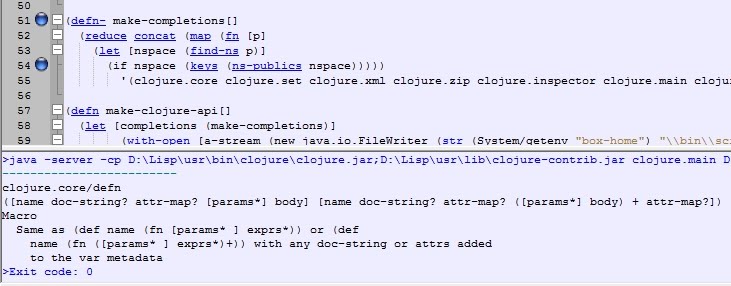 50
51 (defn- make-completions[]
52 (reduce concat (map (fn [p]
53 (let [nspace (find-ns p)]
54 (if nspace (keys (ns-publics nspace)))))
55 '(clojure.core clojure.set clojure.xml clojure.zip clojure.inspector clojure.main cloju
56
57 (defn make-clojure-api[]
58 (let [completions (make-completions)]
59 (with-open [a-stream (new java.io.FileWriter (str (System/getenv "box-home") "\\bin\\sc
>java -server -cp D:\Lisp\usr\bin\clojure\clojure.jar;D:\Lisp\usr\lib\clojure-contrib.jar clojure.main D
-------------------------
clojure.core/defn
([name doc-string? attr-map? [params*] body] [name doc-string? attr-map? ([params*] body) + attr-map?])
Macro
Same as (def name (fn [params* ] exprs*)) or (def
name (fn ([params* ] exprs*)+)) with any doc-string or attrs added
to the var metadata
>Exit code: 0